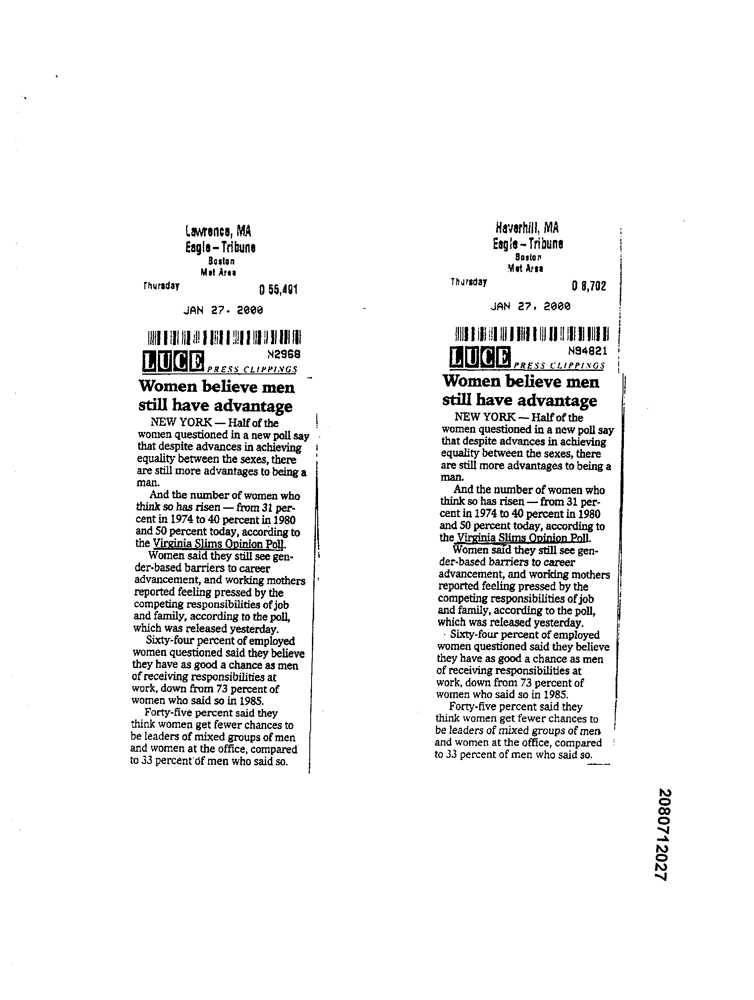 Lawrence, MA
Eagle-Tribune
Boston
Met Area
Thursday D 55,401
JAN 27. 2000
N2968
LUCE PRESS CLIPPINGS
Women believe men
still have advantage
NEW YORK — Half of the
women questioned in a new poll say
that despite advances in achieving
equality between the sexes, there
are still more advantages to being a
man.
And the number of women who
think so has risen — from 31 per-
cent in 1974 to 40 percent in 1980
and 50 percent today, according to
the Virginia Slims Opinion Poll.
Women said they still see gen-
der-based barriers to career
advancement, and working mothers
reported feeling pressed by the
competing responsibilities of job
and family, according to the poll,
which was released yesterday.
Sixty-four percent of employed
women questioned said they believe
they have as good a chance as men
of receiving responsibilities at
work, down from 73 percent of
women who said so in 1985.
Forty-five percent said they
think women get fewer chances to
be leaders of mixed groups of men
and women at the office, compared
to 33 percent of men who said so.
Haverhill, MA
Eagle-Tribune
Boston
Met Area
Thursday D 8,702
JAN 27, 2000
N94821
LUCE PRESS CLIPPINGS
Women believe men
still have advantage
NEW YORK — Half of the
women questioned in a new poll say
that despite advances in achieving
equality between the sexes, there
are still more advantages to being a
man.
And the number of women who
think so has risen — from 31 per-
cent in 1974 to 40 percent in 1980
and 50 percent today, according to
the Virginia Slims Opinion Poll.
Women said they still see gen-
der-based barriers to career
advancement, and working mothers
reported feeling pressed by the
competing responsibilities of job
and family, according to the poll,
which was released yesterday.
Sixty-four percent of employed
women questioned said they believe
they have as good a chance as men
of receiving responsibilities at
work, down from 73 percent of
women who said so in 1985.
Forty-five percent said they
think women get fewer chances to
be leaders of mixed groups of men
and women at the office, compared
to 33 percent of men who said so.
2080712027